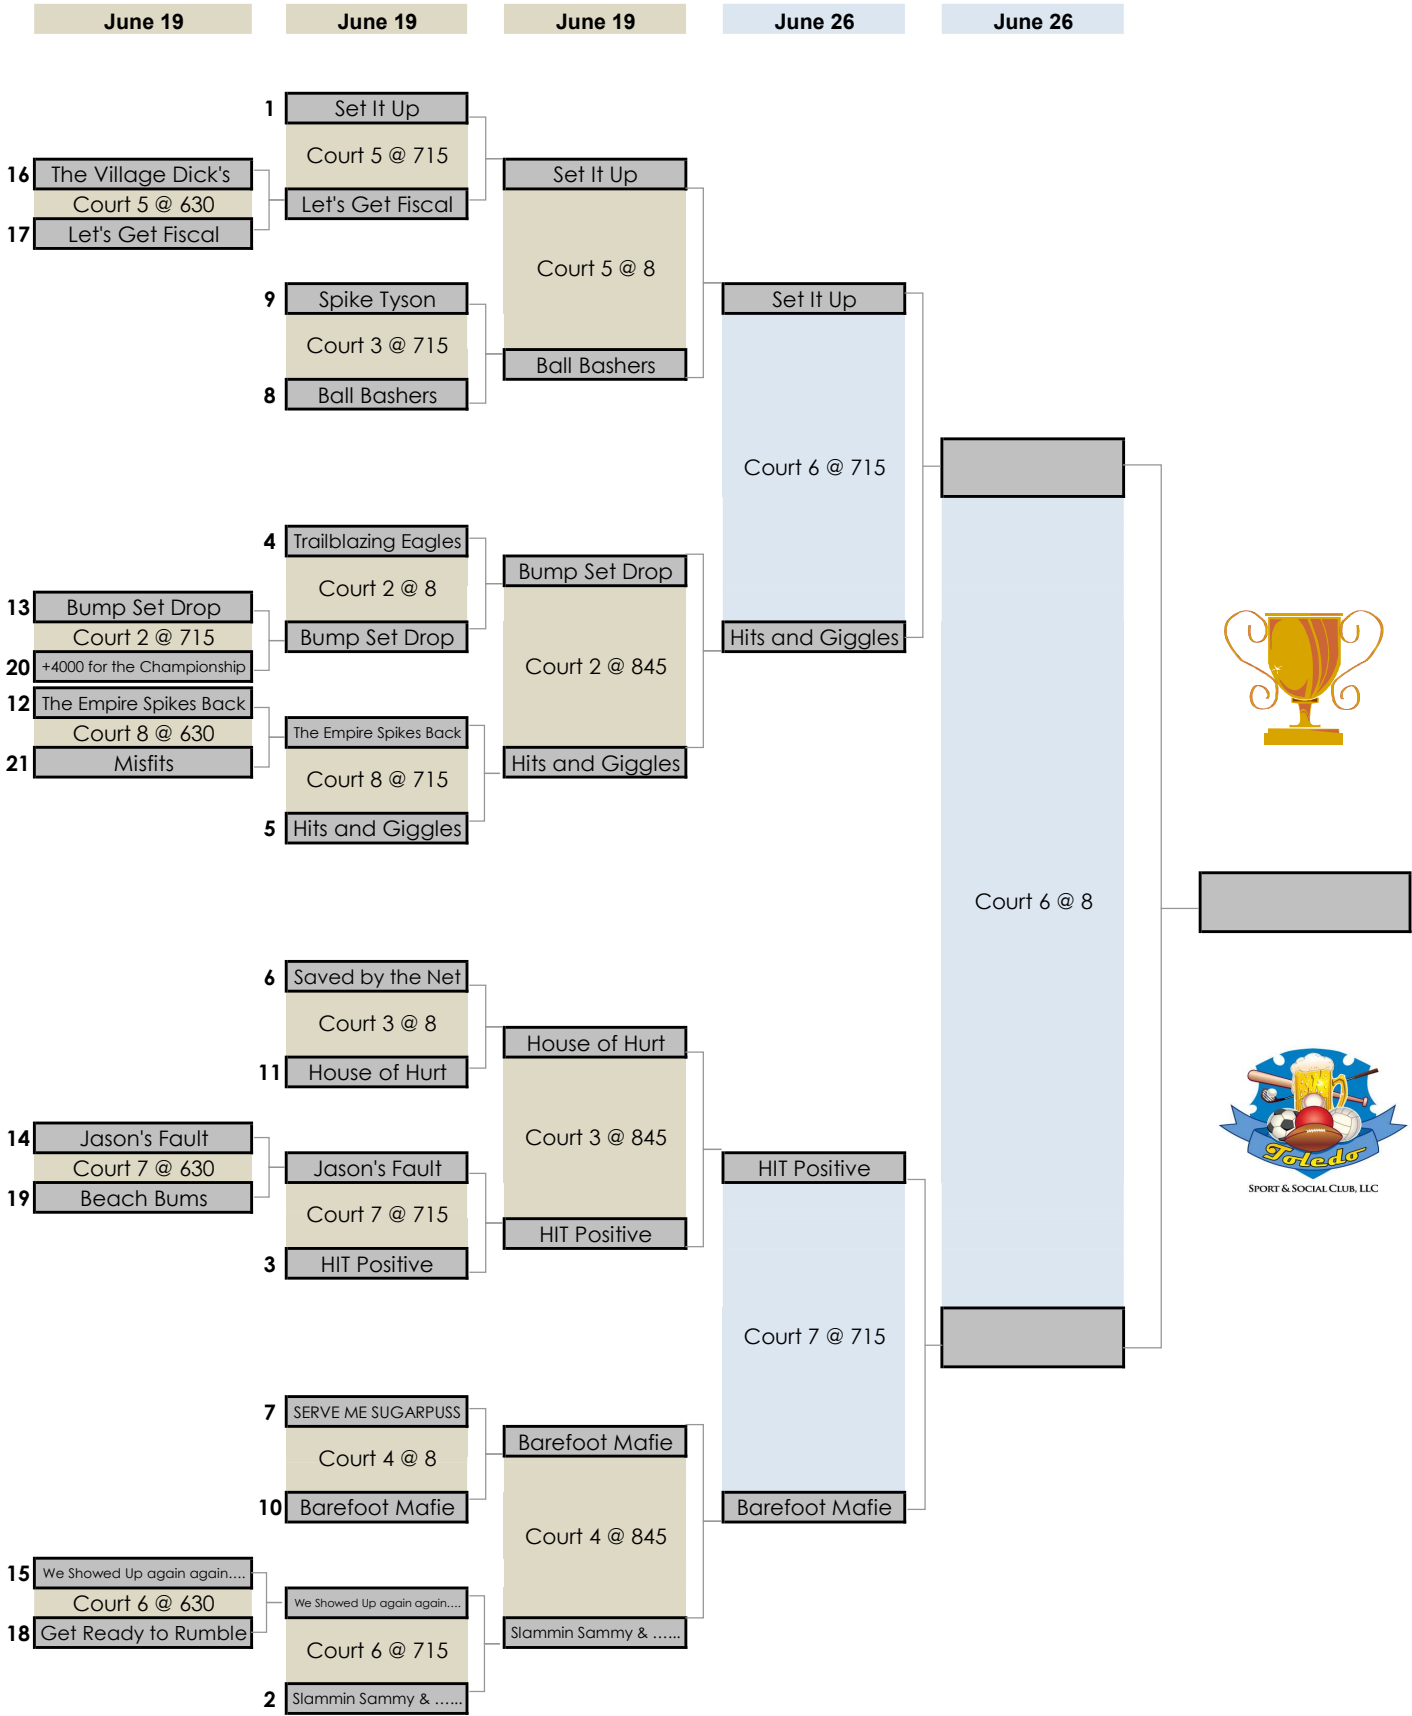 June 19
June 19
June 19
June 26
June 26
1 Set It Up
Court 5 @ 715
16 The Village Dick's
Court 5 @ 630
17 Let's Get Fiscal
Let's Get Fiscal
Set It Up
Court 5 @ 8
9 Spike Tyson
Court 3 @ 715
8 Ball Bashers
Ball Bashers
Set It Up
Court 6 @ 715
4 Trailblazing Eagles
Court 2 @ 8
13 Bump Set Drop
Court 2 @ 715
20 +4000 for the Championship
Bump Set Drop
Bump Set Drop
Court 2 @ 845
Hits and Giggles
12 The Empire Spikes Back
Court 8 @ 630
21 Misfits
The Empire Spikes Back
Court 8 @ 715
5 Hits and Giggles
Hits and Giggles
Court 6 @ 8
6 Saved by the Net
Court 3 @ 8
11 House of Hurt
House of Hurt
Court 3 @ 845
14 Jason's Fault
Court 7 @ 630
19 Beach Bums
Jason's Fault
Court 7 @ 715
3 HIT Positive
HIT Positive
HIT Positive
Court 7 @ 715
7 SERVE ME SUGARPUSS
Court 4 @ 8
10 Barefoot Mafie
Barefoot Mafie
Court 4 @ 845
Barefoot Mafie
15 We Showed Up again again....
Court 6 @ 630
18 Get Ready to Rumble
We Showed Up again again....
Court 6 @ 715
2 Slammin Sammy & ......
Slammin Sammy & ......
Toledo
SPORT & SOCIAL CLUB, LLC